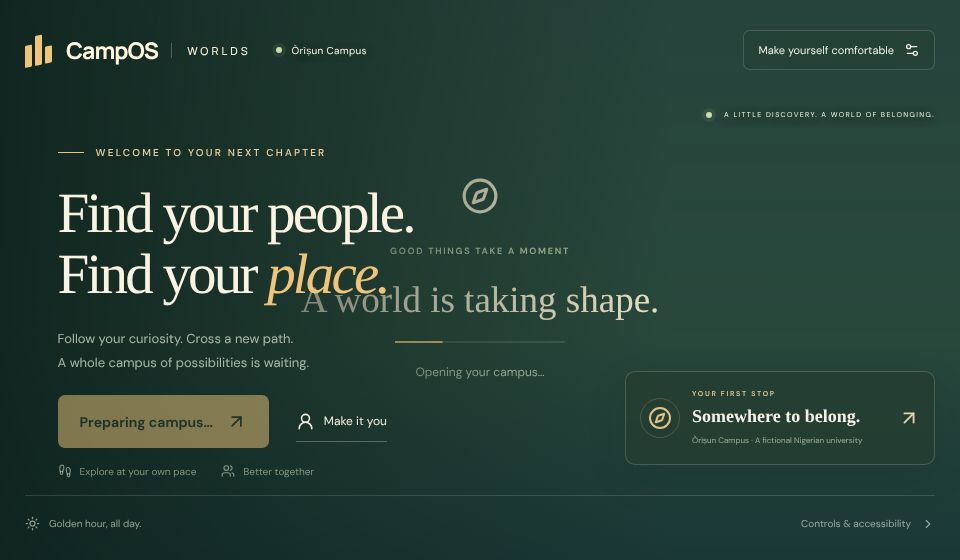 CampOS
WORLDS
Òrìṣun Campus
Make yourself comfortable
A LITTLE DISCOVERY. A WORLD OF BELONGING.
WELCOME TO YOUR NEXT CHAPTER
Find your people.
Find your place.
GOOD THINGS TAKE A MOMENT
A world is taking shape.
Opening your campus...
Follow your curiosity. Cross a new path.
A whole campus of possibilities is waiting.
Preparing campus...
Make it you
Explore at your own pace
Better together
YOUR FIRST STOP
Somewhere to belong.
Òrìṣun Campus · A fictional Nigerian university
Golden hour, all day.
Controls & accessibility